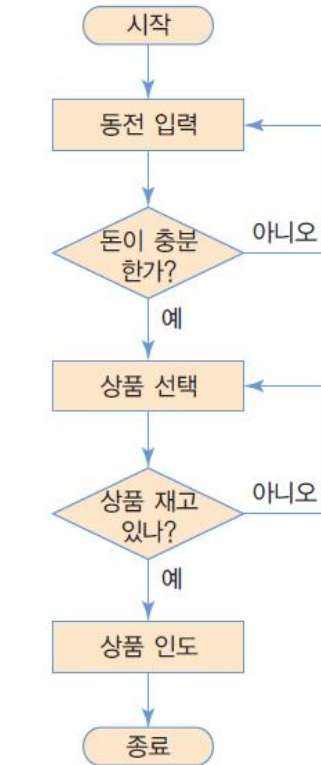 시작
동전 입력
돈이 충분
한가?
아니오
예
상품 선택
상품 재고
있나?
아니오
예
상품 인도
종료